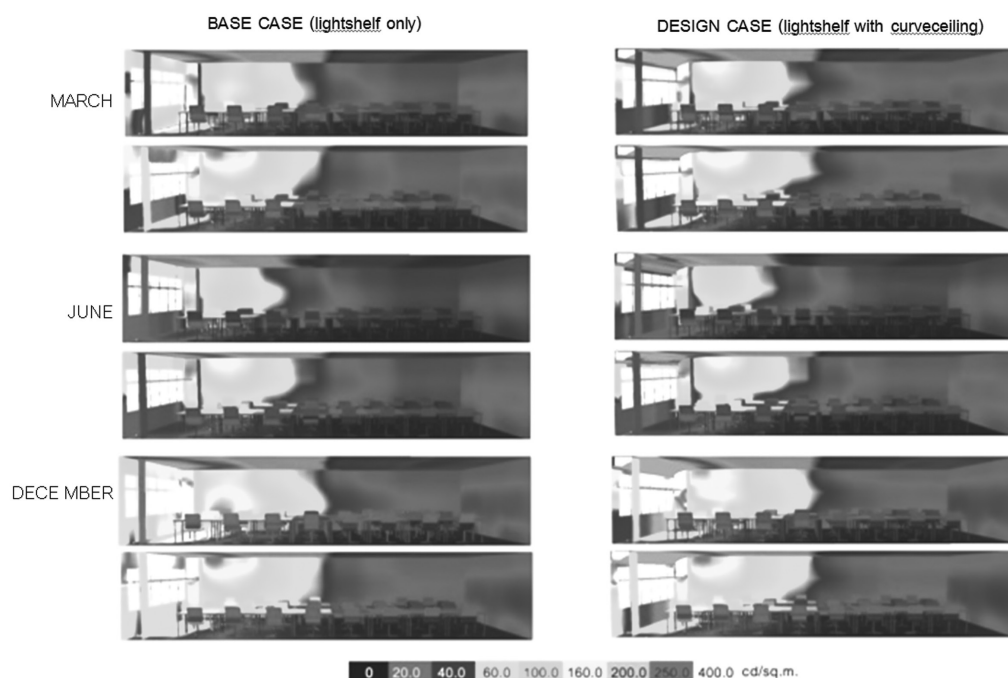 BASE CASE (lightshelf only)
DESIGN CASE (lightshelf with curveceiling)
MARCH
JUNE
DECE MBER
0 20.0 40.0 60.0 100.0 160.0 200.0 250.0 400.0 cd/sq.m.